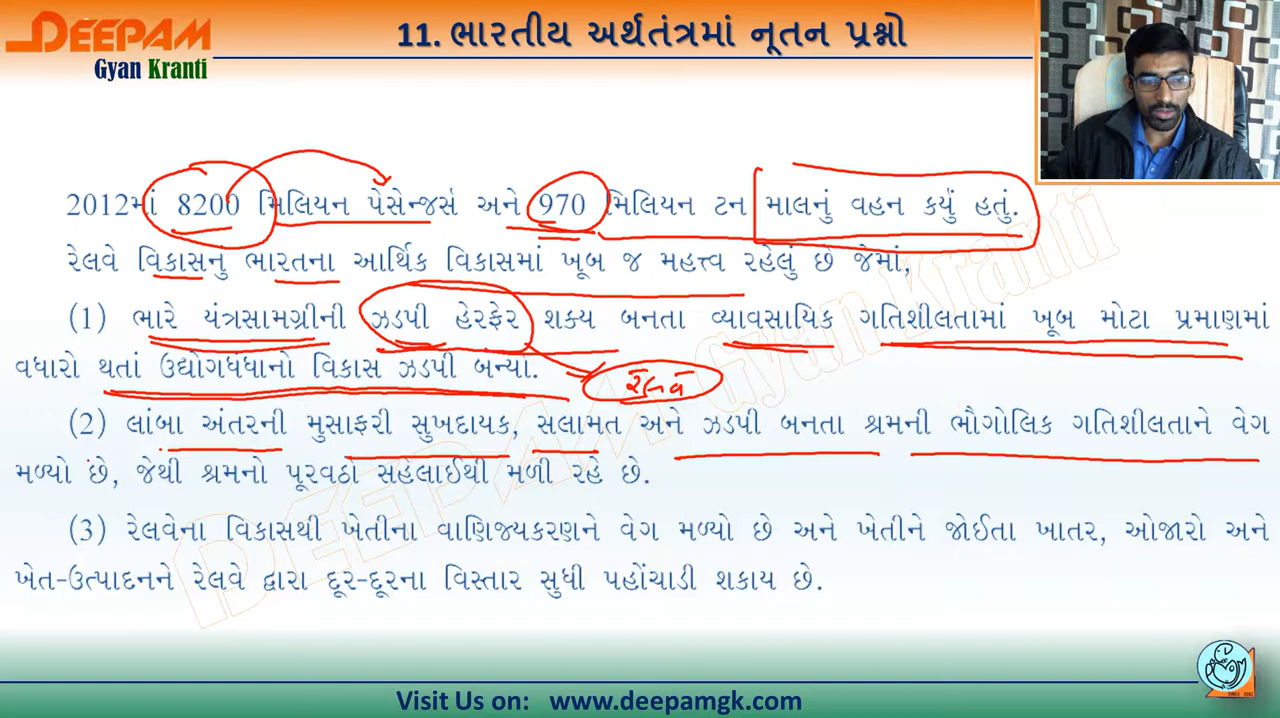 DEEPAM
Gyan Kranti
11. ભારતીય અર્થતંત્રમાં નૂતન પ્રશ્નો
2012માં 8200 મિલિયન પેસેન્જર્સ અને 970 મિલિયન ટન માલનું વહન કર્યું હતું.
રેલવે વિકાસનું ભારતના આર્થિક વિકાસમાં ખૂબ જ મહત્ત્વ રહેલું છે જેમાં,
(1) ભારે યંત્રસામગ્રીની ઝડપી હેરફેર શક્ય બનતા વ્યાવસાયિક ગતિશીલતામાં ખૂબ મોટા પ્રમાણમાં
વધારો થતાં ઉદ્યોગધંધાનો વિકાસ ઝડપી બન્યો.
રેલવે
(2) લાંબા અંતરની મુસાફરી સુખદાયક, સલામત અને ઝડપી બનતા શ્રમની ભૌગોલિક ગતિશીલતાને વેગ
મળ્યો છે, જેથી શ્રમનો પૂરવઠો સહેલાઈથી મળી રહે છે.
(3) રેલવેના વિકાસથી ખેતીના વાણિજ્યકરણને વેગ મળ્યો છે અને ખેતીને જોઈતા ખાતર, ઓજારો અને
ખેત-ઉત્પાદનને રેલવે દ્વારા દૂર-દૂરના વિસ્તાર સુધી પહોંચાડી શકાય છે.
DEEPAM Gyan Kranti
Visit Us on: www.deepamgk.com